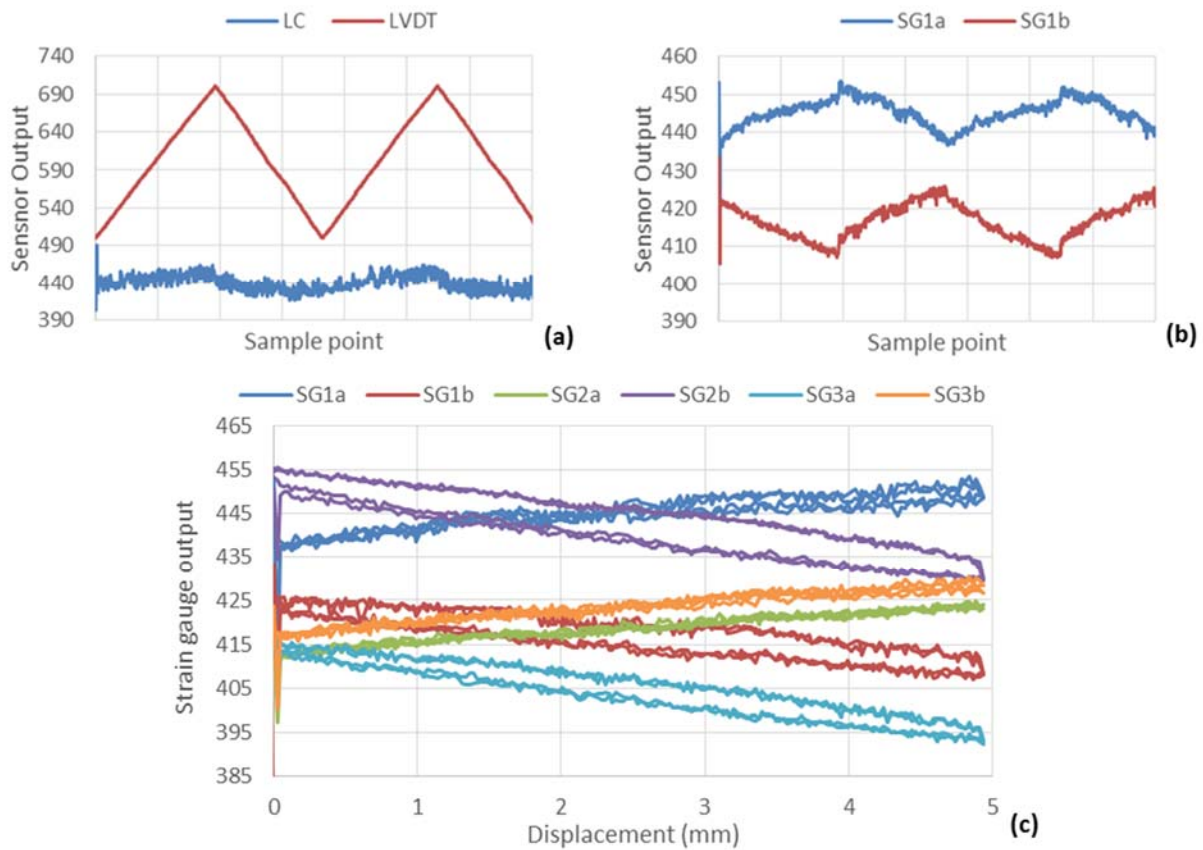 LC LVDT
740
690
640
590
540
490
440
390
Sensnor Output
Sample point
(a)
SG1a SG1b
460
450
440
430
420
410
400
390
Sensnor Output
Sample point
(b)
SG1a SG1b SG2a SG2b SG3a SG3b
465
455
445
435
425
415
405
395
385
Strain gauge output
0 1 2 3 4 5
Displacement (mm)
(c)